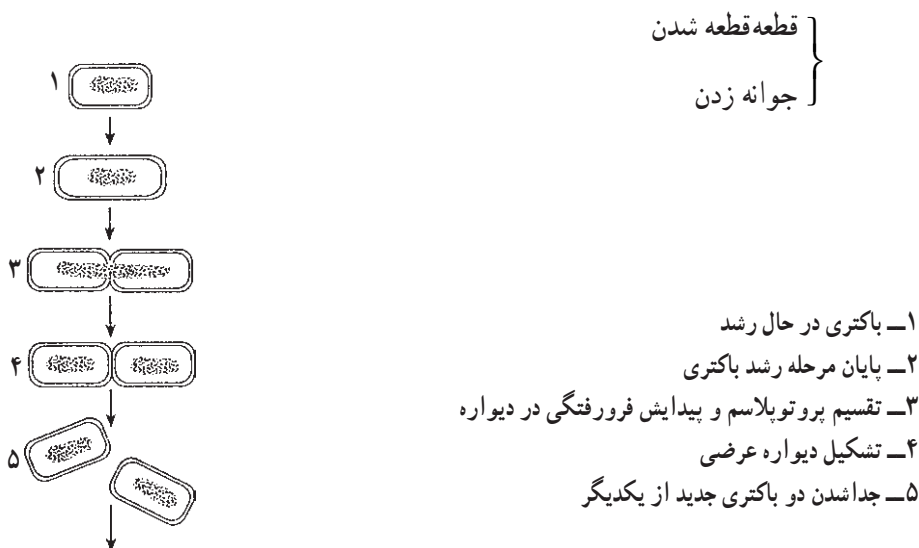 قطعه‌قطعه شدن
جوانه زدن
۱
۲
۳
۴
۵
۱ــ باکتری در حال رشد
۲ــ پایان مرحله رشد باکتری
۳ــ تقسیم پروتوپلاسم و پیدایش فرورفتگی در دیواره
۴ــ تشکیل دیواره عرضی
۵ــ جداشدن دو باکتری جدید از یکدیگر